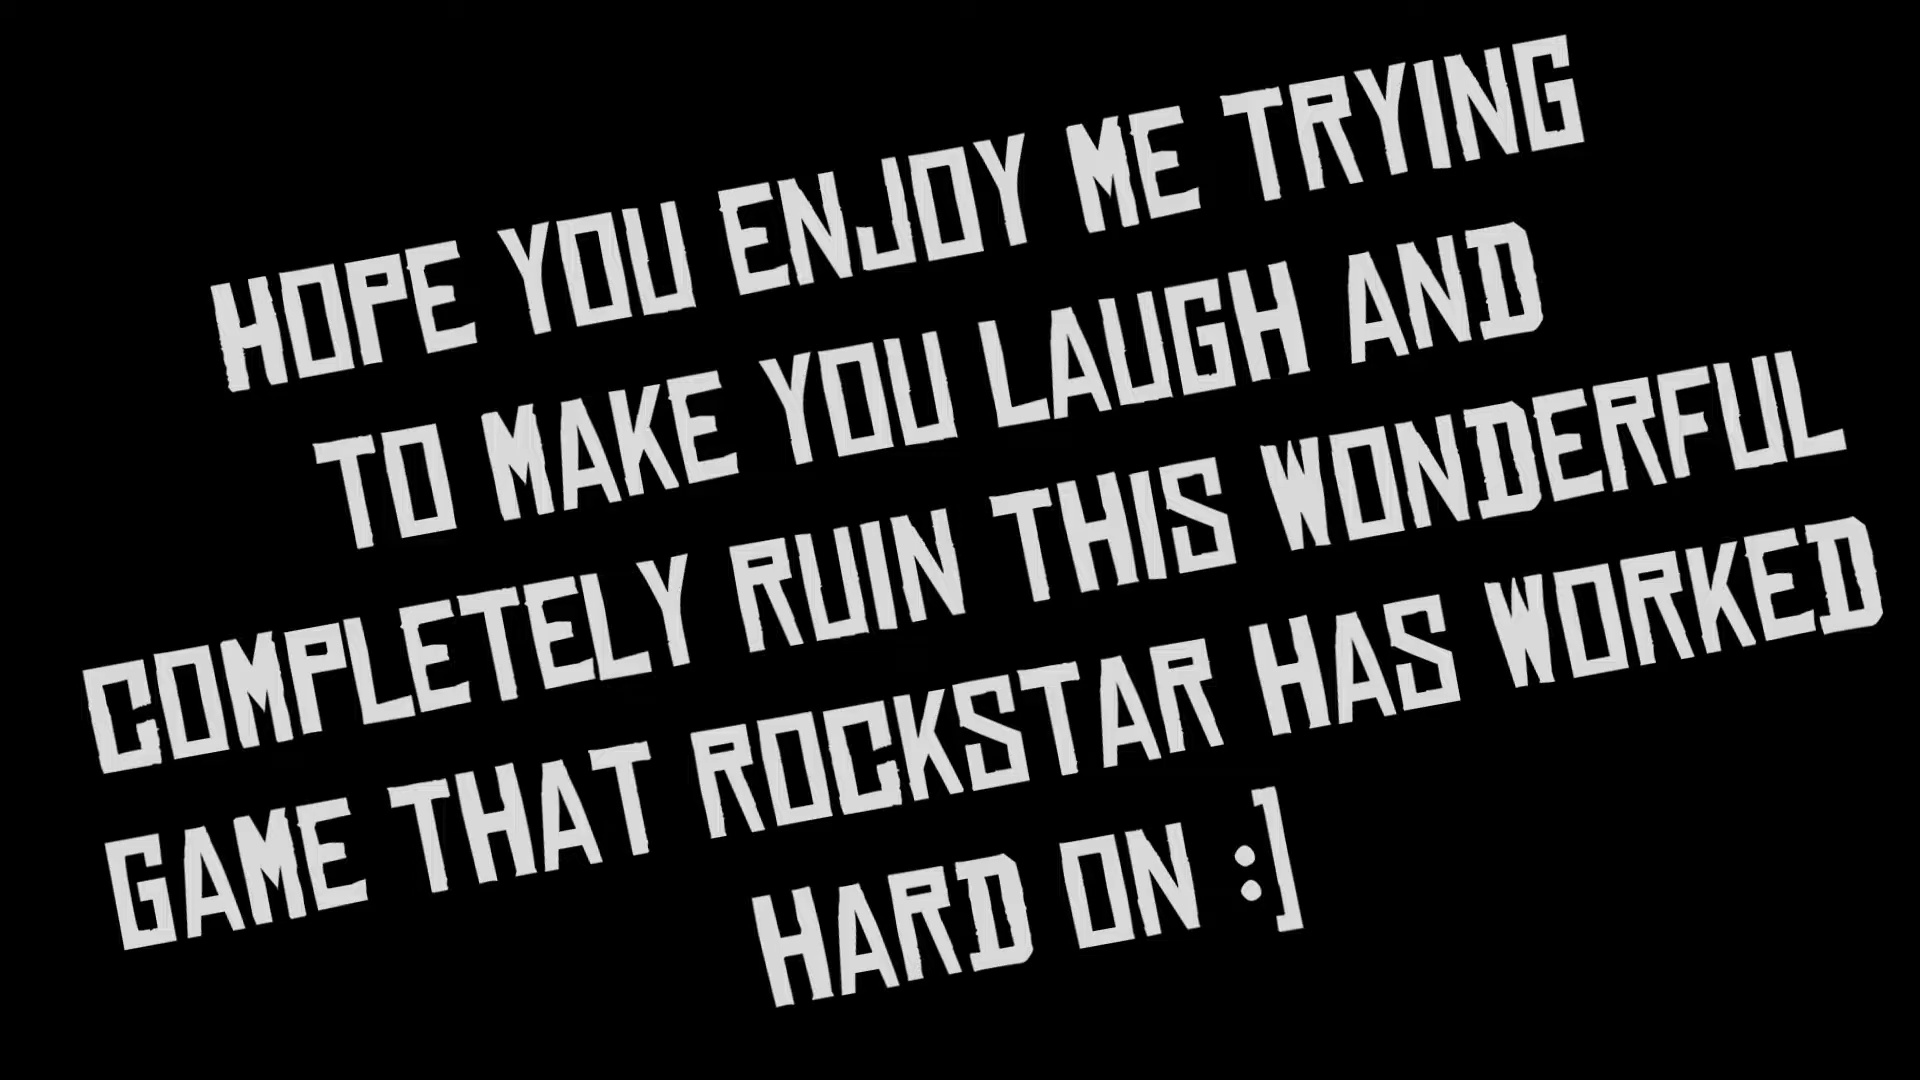 HOPE YOU ENJOY ME TRYING
TO MAKE YOU LAUGH AND
COMPLETELY RUIN THIS WONDERFUL
GAME THAT ROCKSTAR HAS WORKED
HARD ON :]